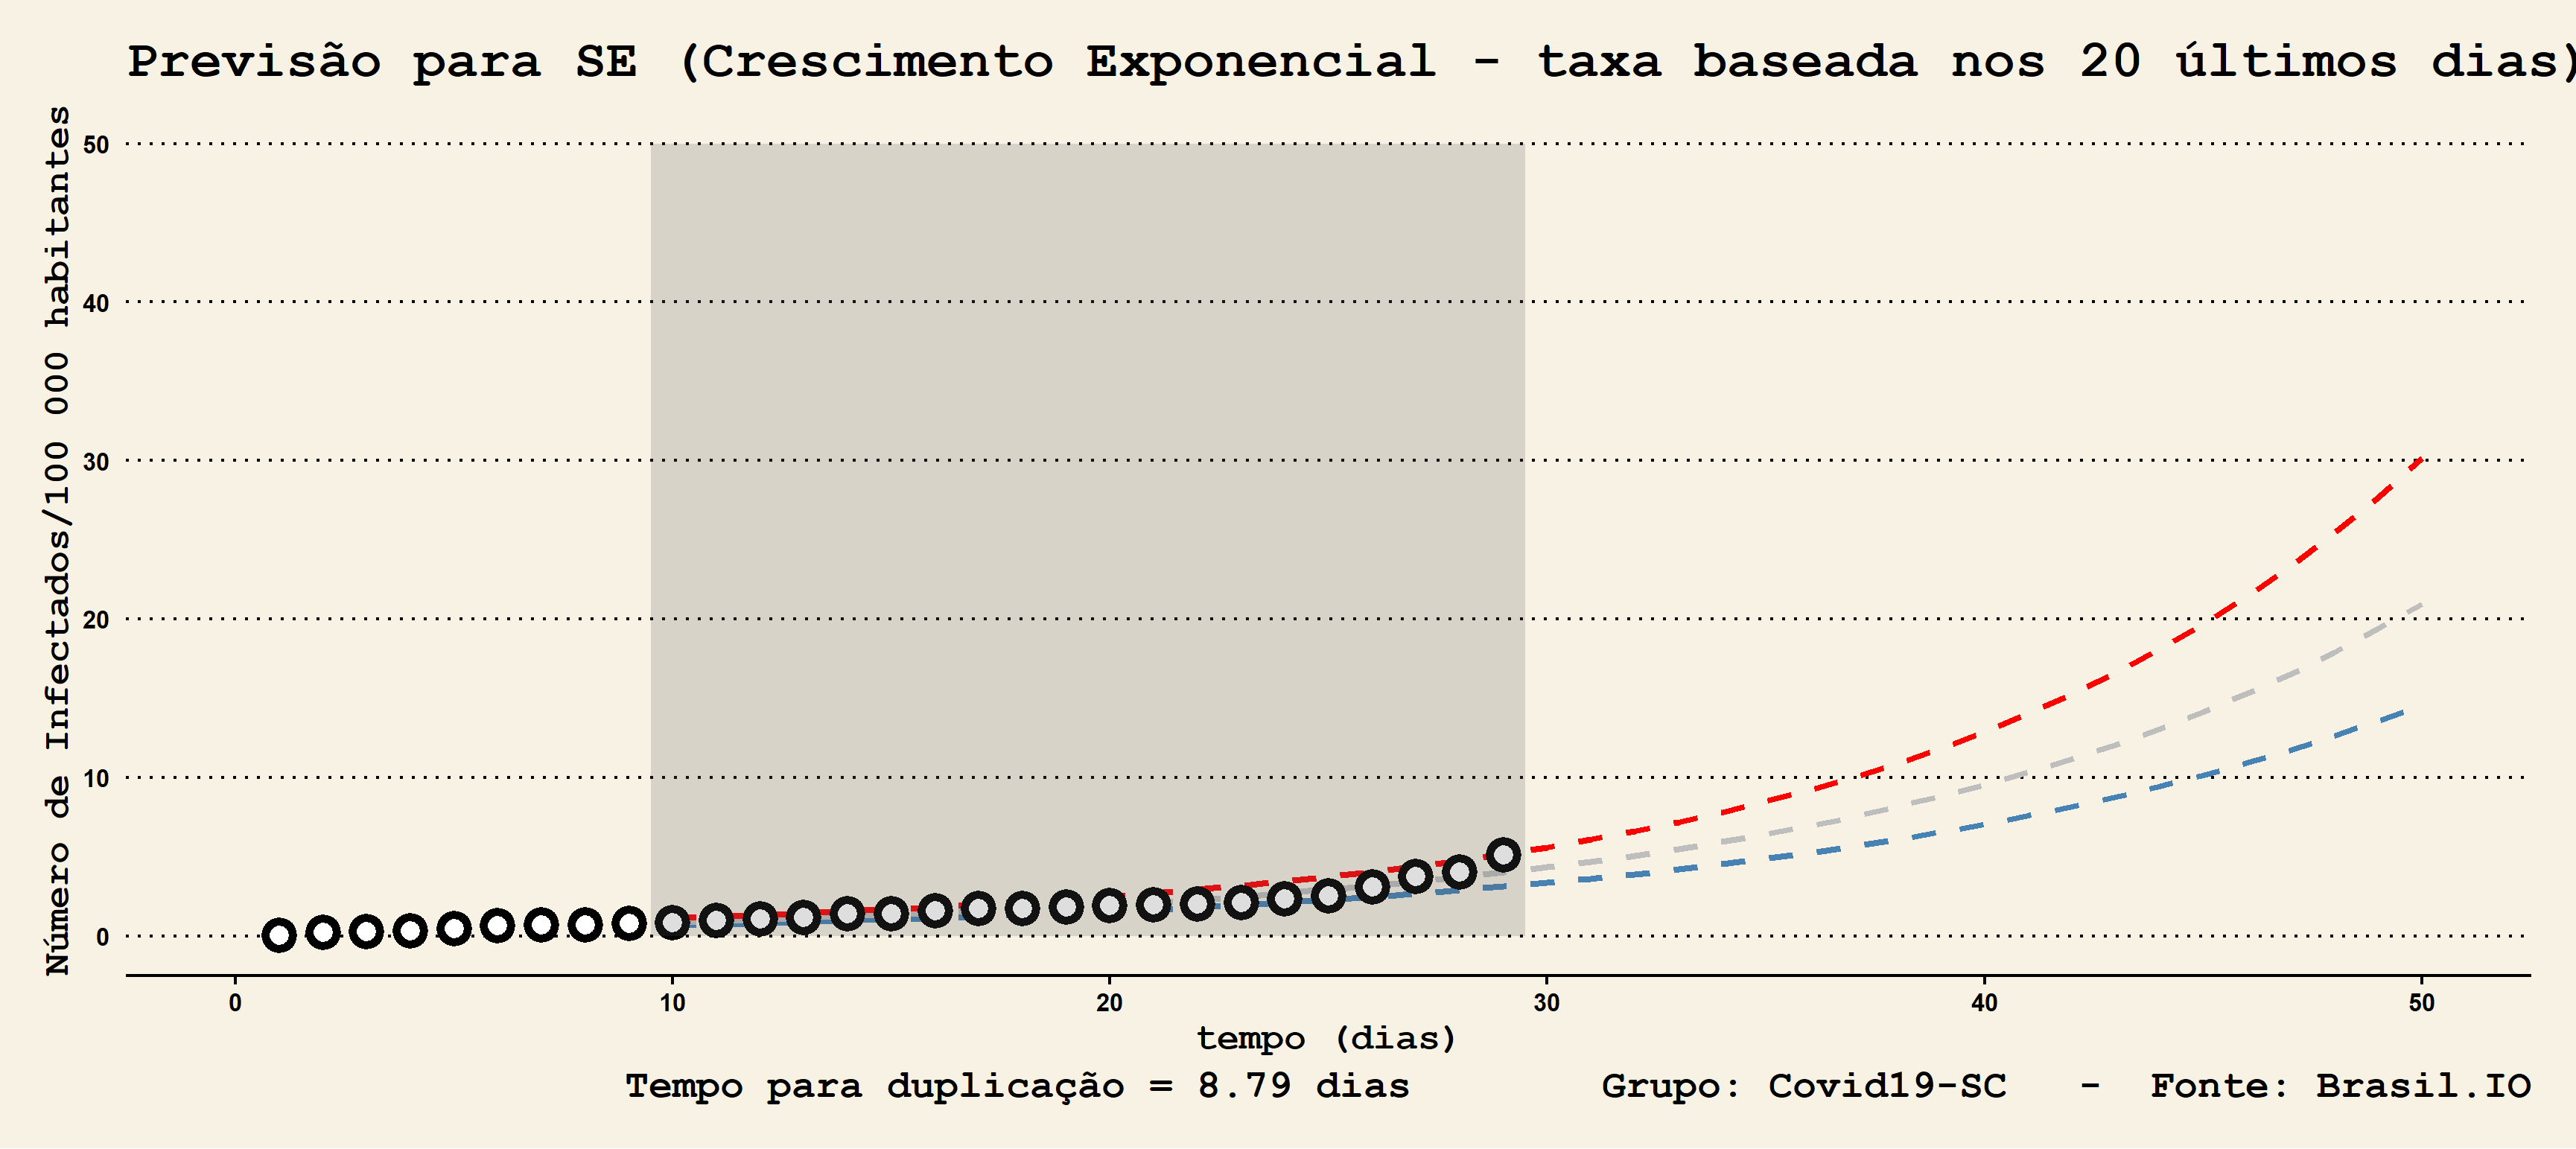 Previsão para SE (Crescimento Exponencial - taxa baseada nos 20 últimos dias)
Número de Infectados/100 000 habitantes
50
40
30
20
10
0
0 10 20 30 40 50
tempo (dias)
Tempo para duplicação = 8.79 dias Grupo: Covid19-SC - Fonte: Brasil.IO